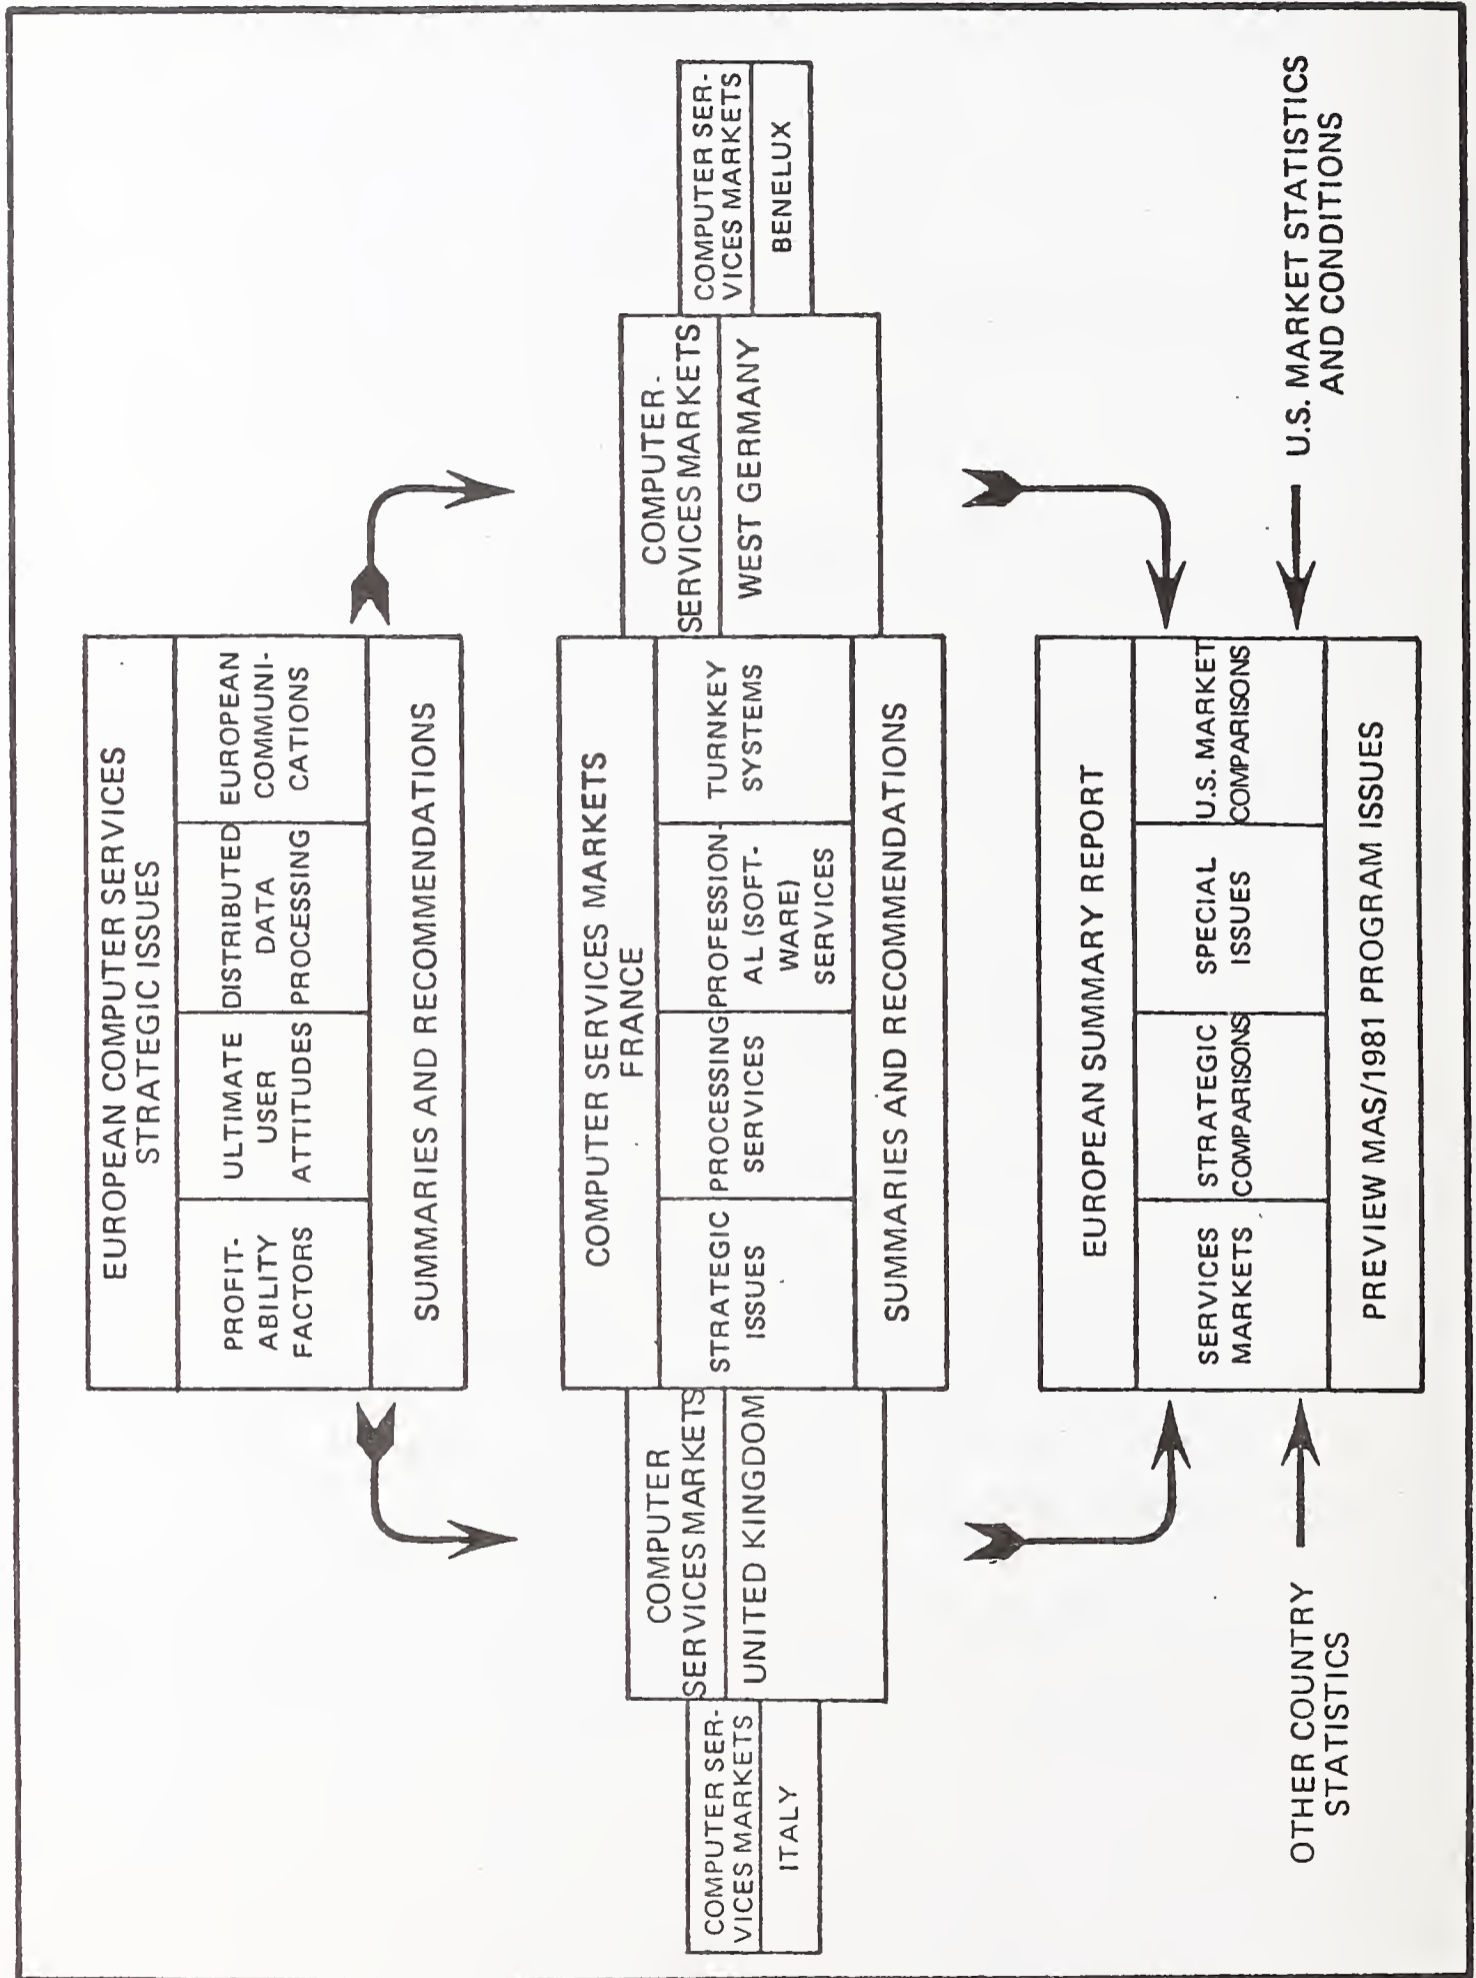 EUROPEAN COMPUTER SERVICES
STRATEGIC ISSUES
PROFIT-
ABILITY
FACTORS
ULTIMATE
USER
ATTITUDES
DISTRIBUTED
DATA
PROCESSING
EUROPEAN
COMMUNI-
CATIONS
SUMMARIES AND RECOMMENDATIONS
COMPUTER SER-
VICES MARKETS
ITALY
COMPUTER
SERVICES MARKETS
UNITED KINGDOM
COMPUTER SERVICES MARKETS
FRANCE
STRATEGIC
ISSUES
PROCESSING
SERVICES
PROFESSION-
AL (SOFT-
WARE)
SERVICES
TURNKEY
SYSTEMS
SUMMARIES AND RECOMMENDATIONS
COMPUTER-
SERVICES MARKETS
WEST GERMANY
COMPUTER SER-
VICES MARKETS
BENELUX
EUROPEAN SUMMARY REPORT
SERVICES
MARKETS
STRATEGIC
COMPARISONS
SPECIAL
ISSUES
U.S. MARKET
COMPARISONS
PREVIEW MAS/1981 PROGRAM ISSUES
OTHER COUNTRY
STATISTICS
U.S. MARKET STATISTICS
AND CONDITIONS